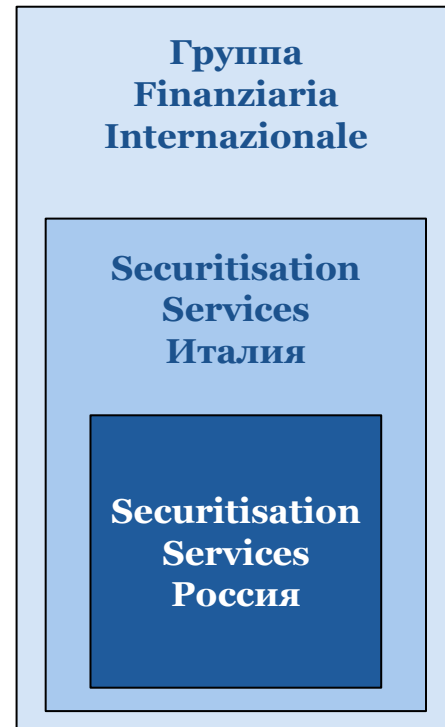 Группа
Finanziaria
Internazionale
Securitisation
Services
Италия
Securitisation
Services
Россия